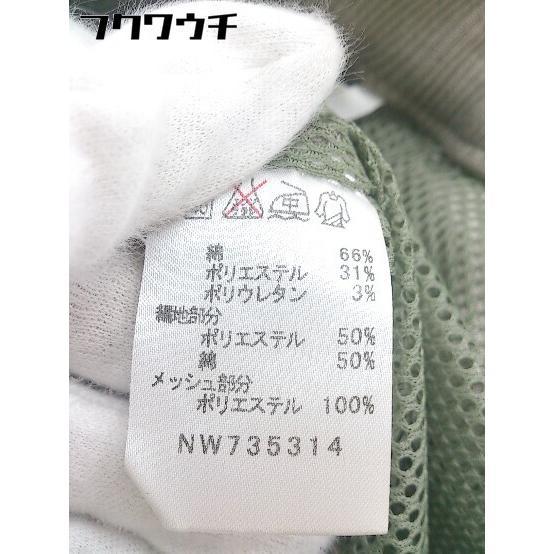 フクワウチ
綿 66%
ポリエステル 31%
ポリウレタン 3%
編地部分
ポリエステル 50%
綿 50%
メッシュ部分
ポリエステル 100%
NW735314